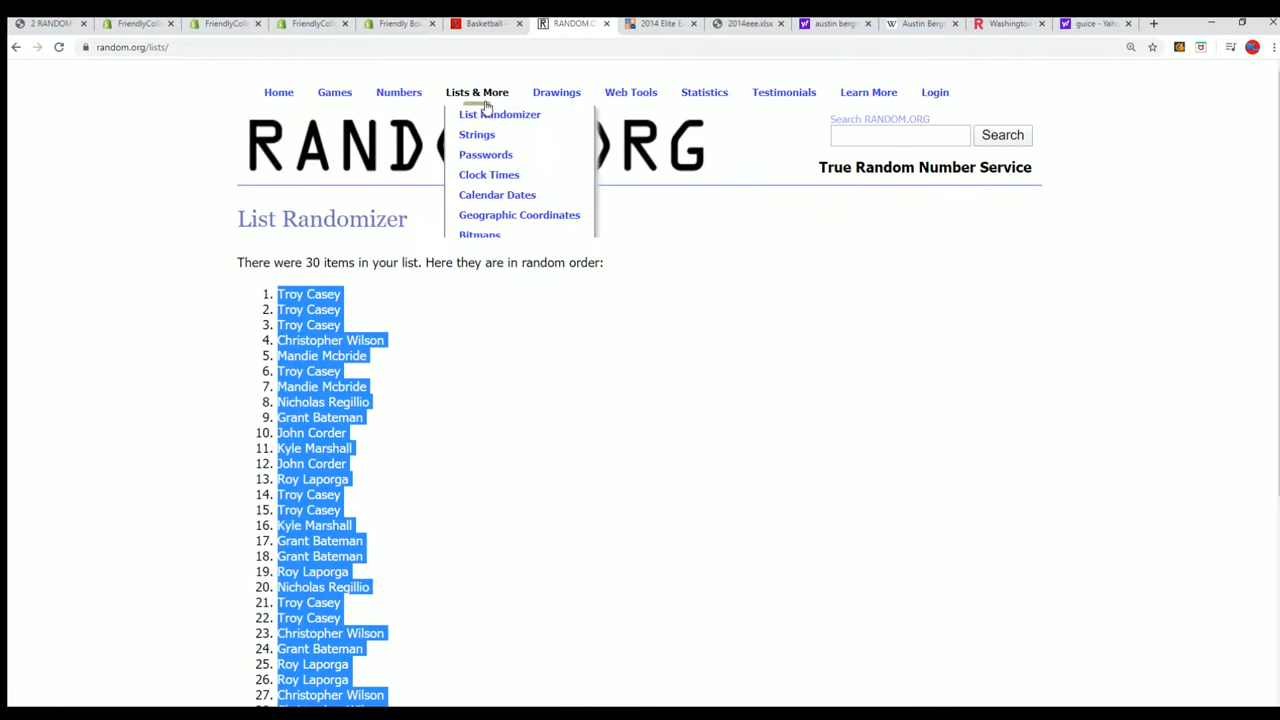 2 RANDOM
FriendlyColle
FriendlyColle
FriendlyColle
Friendly Box
Basketball -
RANDOM.O
2014 Elite E
2014eee.xlsx
austin berg
Austin Berg
Washington
guice - Yaho
random.org/lists/
Home Games Numbers Lists & More Drawings Web Tools Statistics Testimonials Learn More Login
List Randomizer
Strings
Passwords
Clock Times
Calendar Dates
Geographic Coordinates
Bitmaps
RAND RG
Search RANDOM.ORG
Search
True Random Number Service
List Randomizer
There were 30 items in your list. Here they are in random order:
1. Troy Casey
2. Troy Casey
3. Troy Casey
4. Christopher Wilson
5. Mandie Mcbride
6. Troy Casey
7. Mandie Mcbride
8. Nicholas Regillio
9. Grant Bateman
10. John Corder
11. Kyle Marshall
12. John Corder
13. Roy Laporga
14. Troy Casey
15. Troy Casey
16. Kyle Marshall
17. Grant Bateman
18. Grant Bateman
19. Roy Laporga
20. Nicholas Regillio
21. Troy Casey
22. Troy Casey
23. Christopher Wilson
24. Grant Bateman
25. Roy Laporga
26. Roy Laporga
27. Christopher Wilson